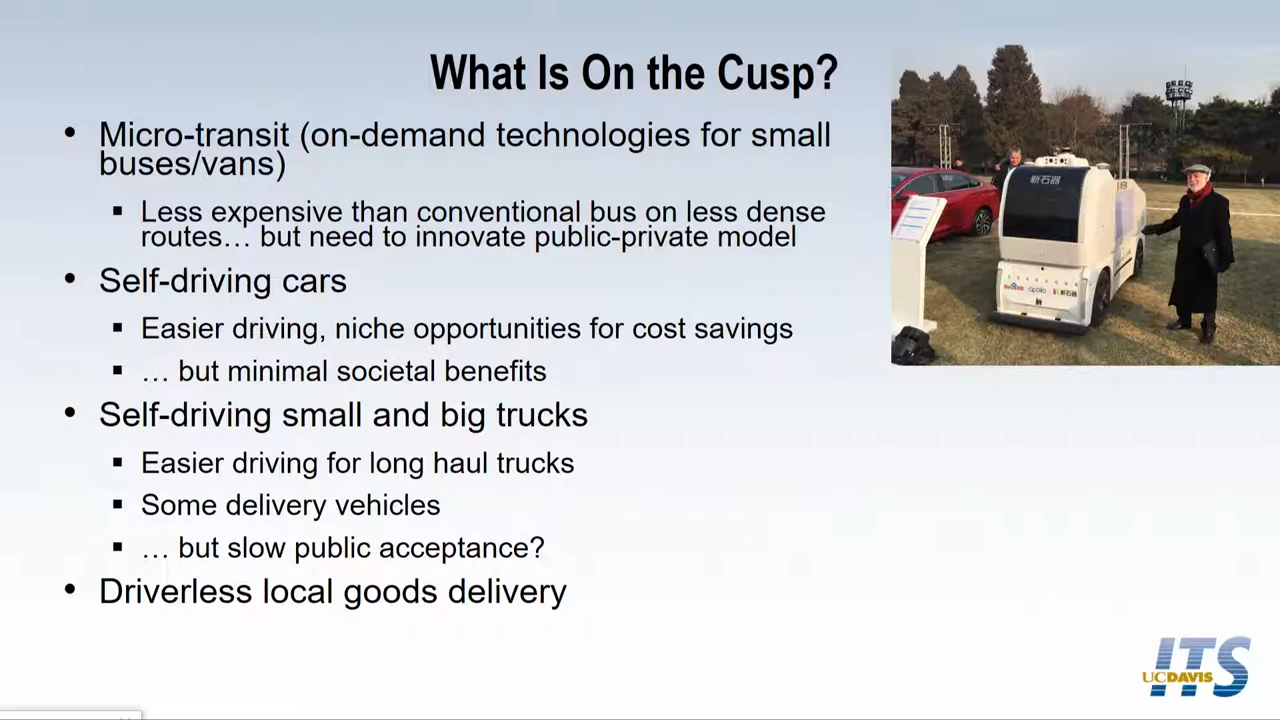 What Is On the Cusp?
• Micro-transit (on-demand technologies for small
buses/vans)
▪ Less expensive than conventional bus on less dense
routes… but need to innovate public-private model
• Self-driving cars
▪ Easier driving, niche opportunities for cost savings
▪ … but minimal societal benefits
• Self-driving small and big trucks
▪ Easier driving for long haul trucks
▪ Some delivery vehicles
▪ … but slow public acceptance?
• Driverless local goods delivery
新石器
apollo
ITS
UCDAVIS